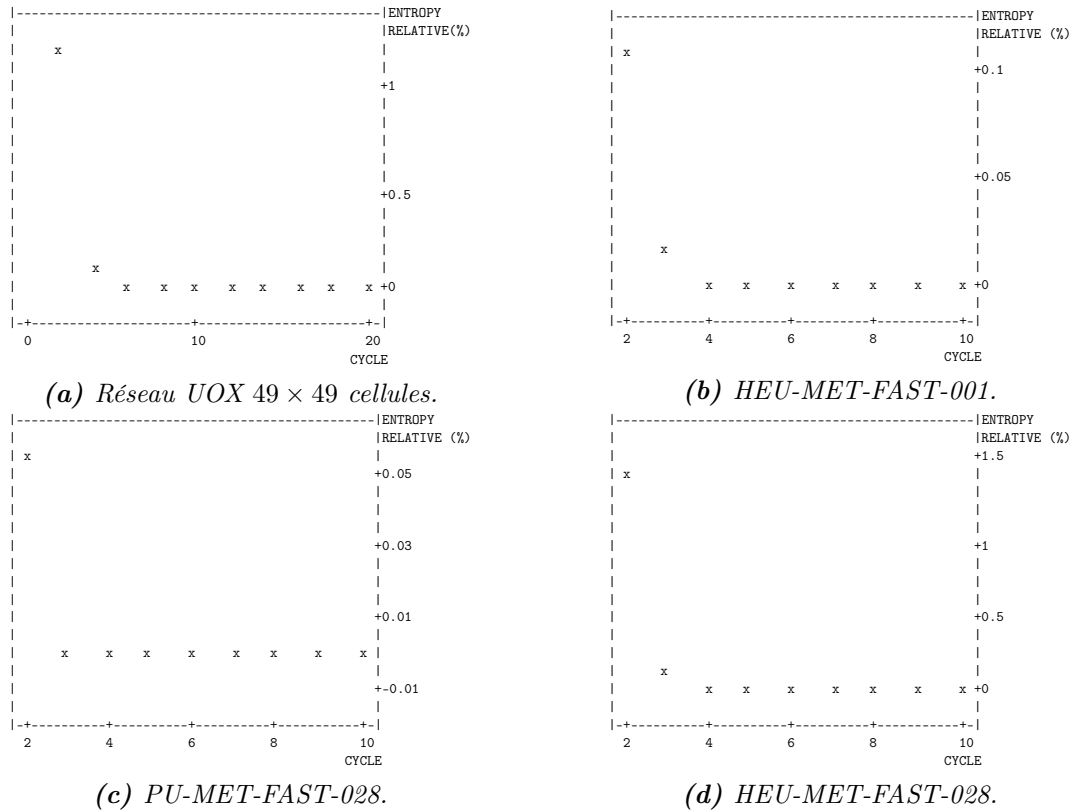 ENTROPY
RELATIVE(%)
+1
+0.5
+0
0 10 20
CYCLE
(a) Réseau UOX 49 × 49 cellules.
ENTROPY
RELATIVE (%)
+0.1
+0.05
+0
2 4 6 8 10
CYCLE
(b) HEU-MET-FAST-001.
ENTROPY
RELATIVE (%)
+0.05
+0.03
+0.01
+-0.01
2 4 6 8 10
CYCLE
(c) PU-MET-FAST-028.
ENTROPY
RELATIVE (%)
+1.5
+1
+0.5
+0
2 4 6 8 10
CYCLE
(d) HEU-MET-FAST-028.